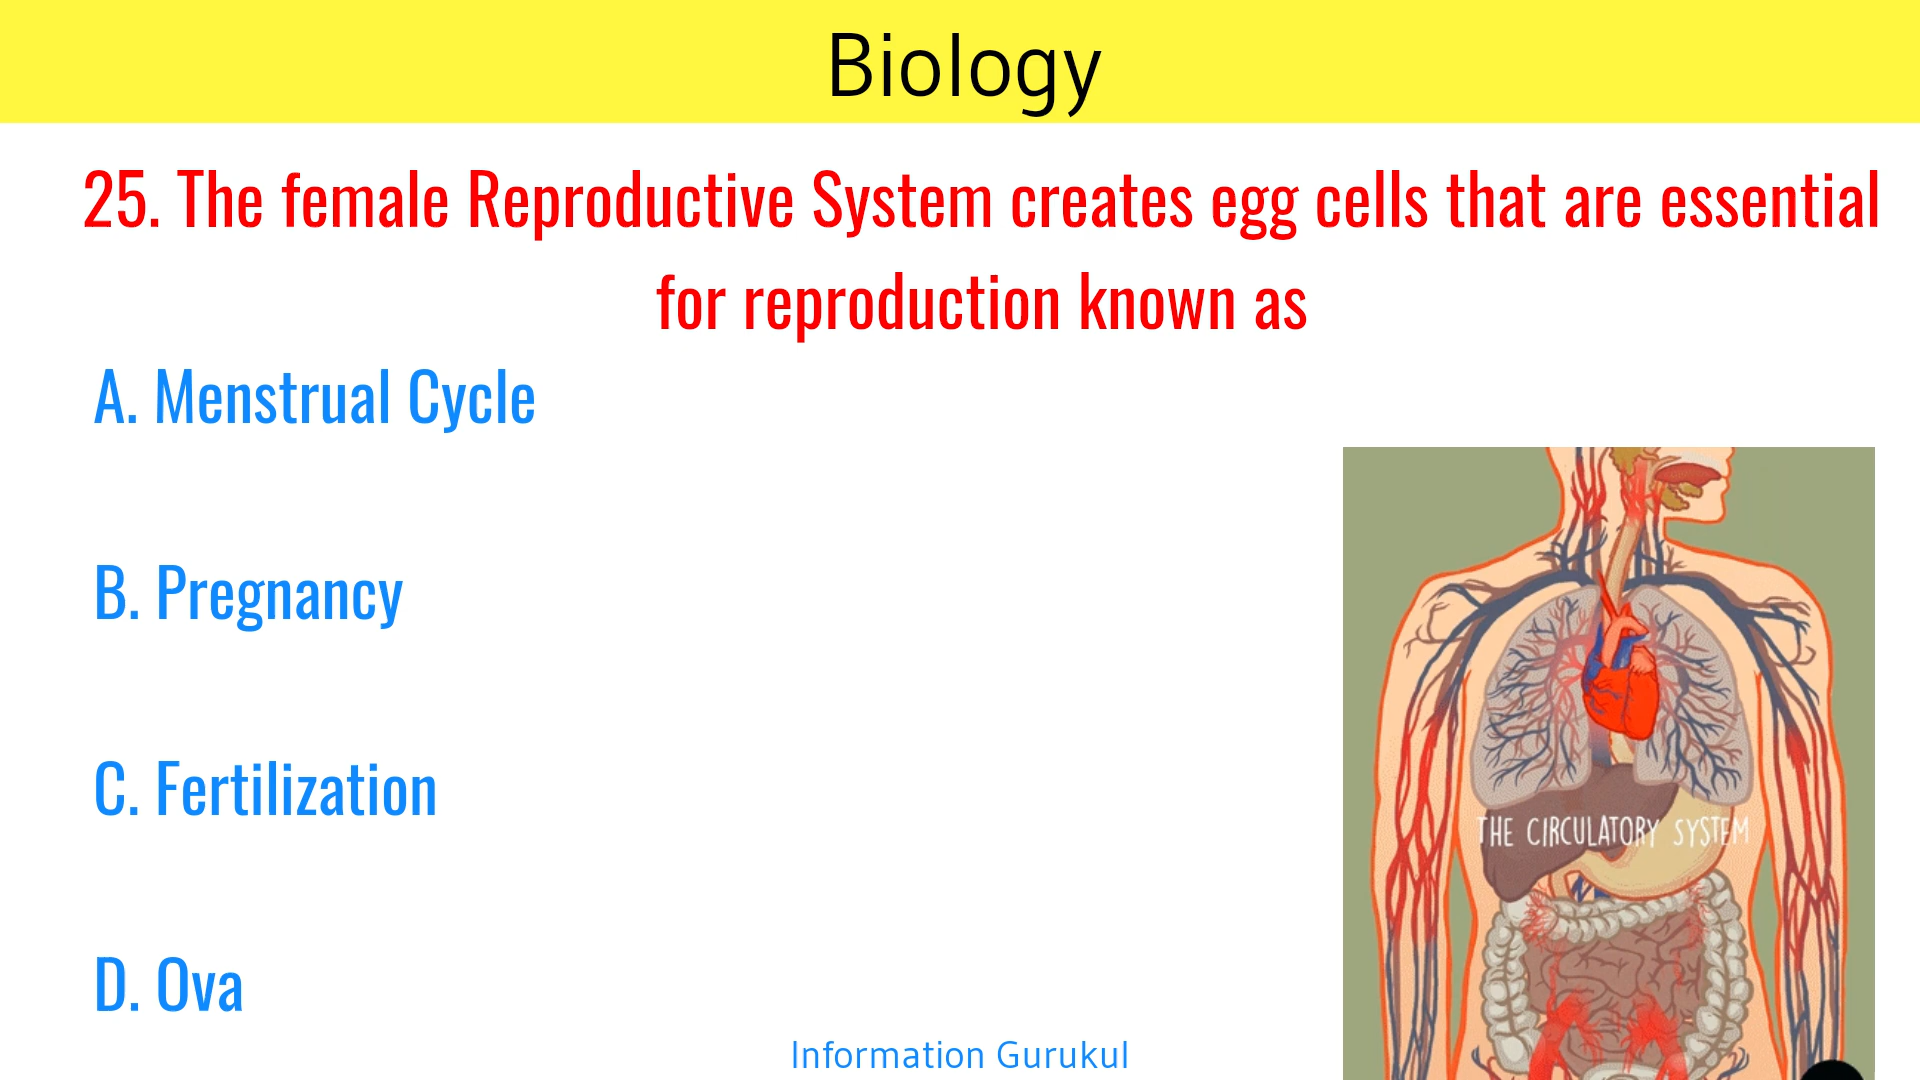 Biology
25. The female Reproductive System creates egg cells that are essential
for reproduction known as
A. Menstrual Cycle
B. Pregnancy
C. Fertilization
THE CIRCULATORY SYSTEM
D. Ova
Information Gurukul